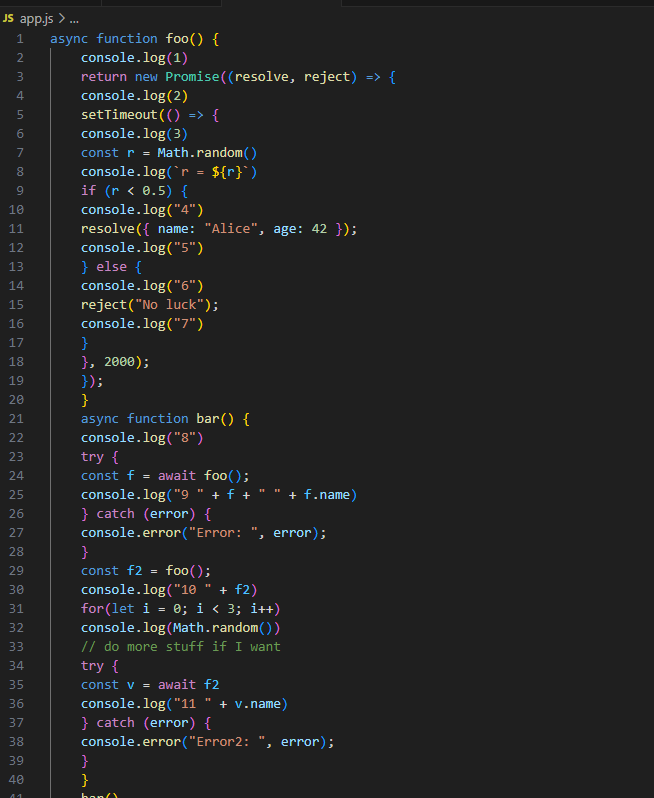 JS app.js > ...
1 async function foo() {
2 console.log(1)
3 return new Promise((resolve, reject) => {
4 console.log(2)
5 setTimeout(() => {
6 console.log(3)
7 const r = Math.random()
8 console.log(`r = ${r}`)
9 if (r < 0.5) {
10 console.log("4")
11 resolve({ name: "Alice", age: 42 });
12 console.log("5")
13 } else {
14 console.log("6")
15 reject("No luck");
16 console.log("7")
17 }
18 }, 2000);
19 });
20 }
21 async function bar() {
22 console.log("8")
23 try {
24 const f = await foo();
25 console.log("9 " + f + " " + f.name)
26 } catch (error) {
27 console.error("Error: ", error);
28 }
29 const f2 = foo();
30 console.log("10 " + f2)
31 for(let i = 0; i < 3; i++)
32 console.log(Math.random())
33 // do more stuff if I want
34 try {
35 const v = await f2
36 console.log("11 " + v.name)
37 } catch (error) {
38 console.error("Error2: ", error);
39 }
40 }
41 bar()